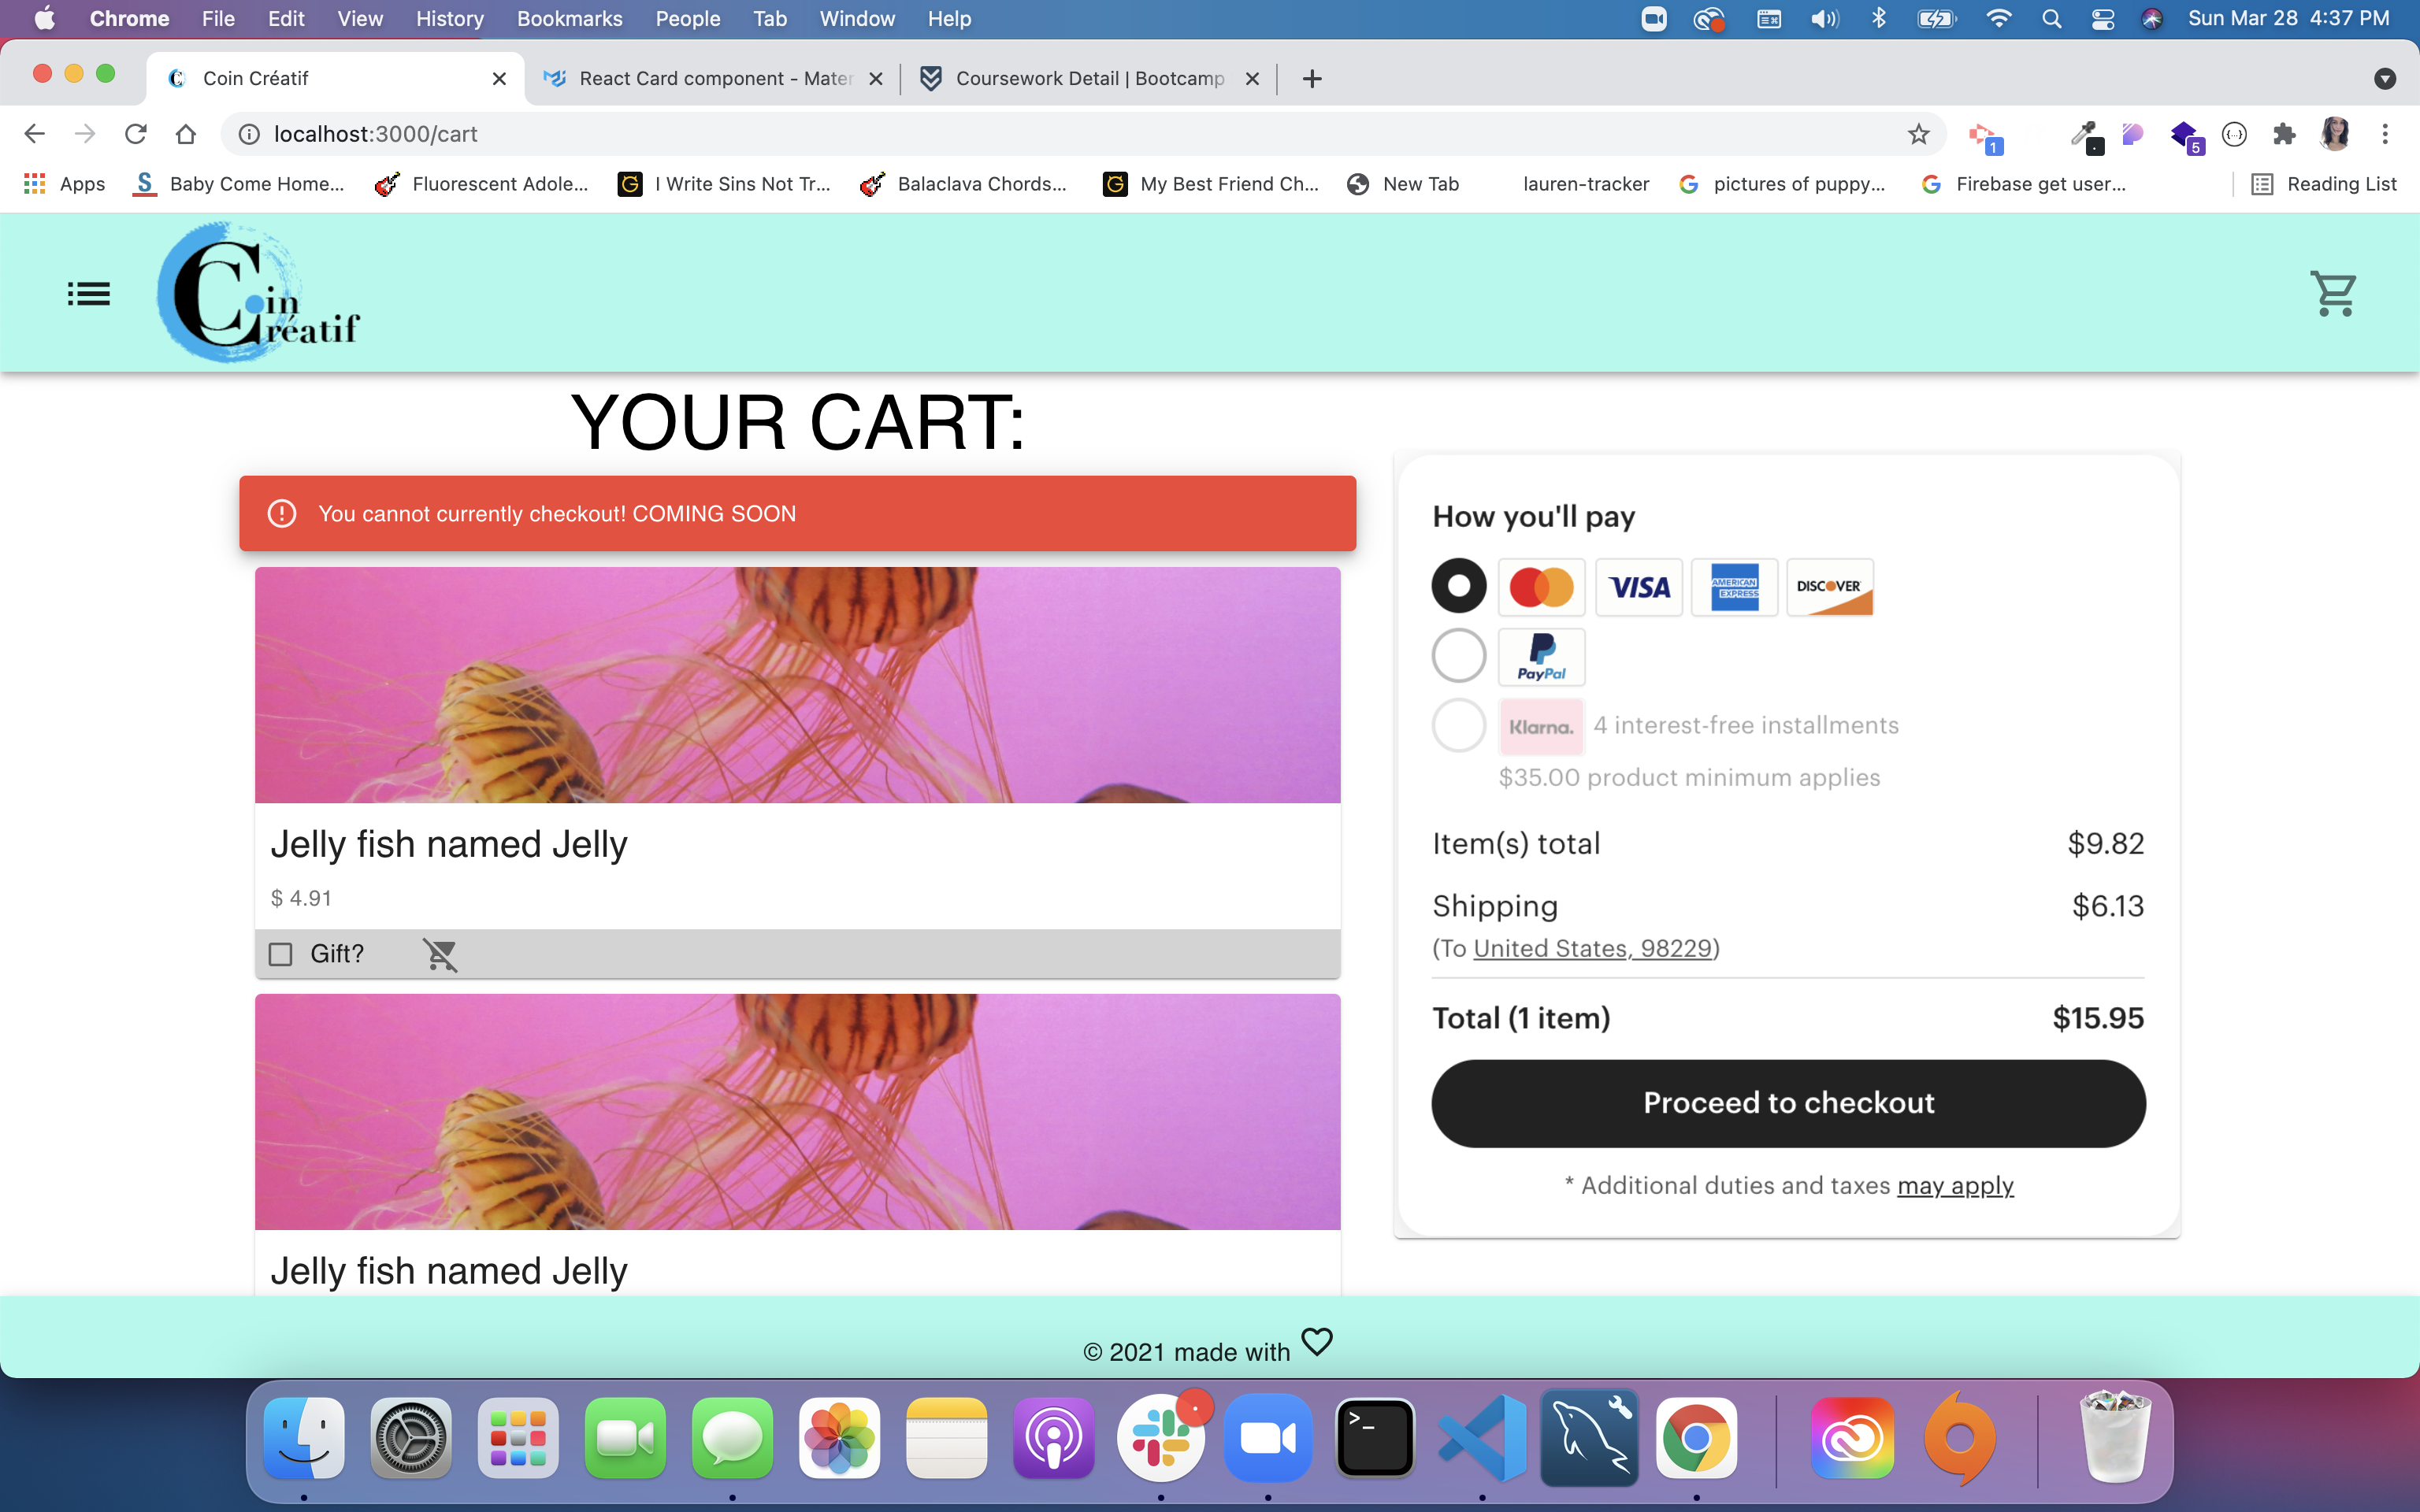 Chrome File Edit View History Bookmarks People Tab Window Help Sun Mar 28 4:37 PM
Coin Créatif React Card component - Mater Coursework Detail | Bootcamp
localhost:3000/cart 1 5
Apps Baby Come Home... Fluorescent Adole... I Write Sins Not Tr... Balaclava Chords... My Best Friend Ch... New Tab lauren-tracker pictures of puppy... Firebase get user... Reading List
Coin
Créatif
YOUR CART:
You cannot currently checkout! COMING SOON
Jelly fish named Jelly
$ 4.91
Gift?
Jelly fish named Jelly
How you'll pay
VISA AMERICAN EXPRESS DISCOVER
PayPal
Klarna. 4 interest-free installments
$35.00 product minimum applies
Item(s) total $9.82
Shipping $6.13
(To United States, 98229)
Total (1 item) $15.95
Proceed to checkout
* Additional duties and taxes may apply
© 2021 made with